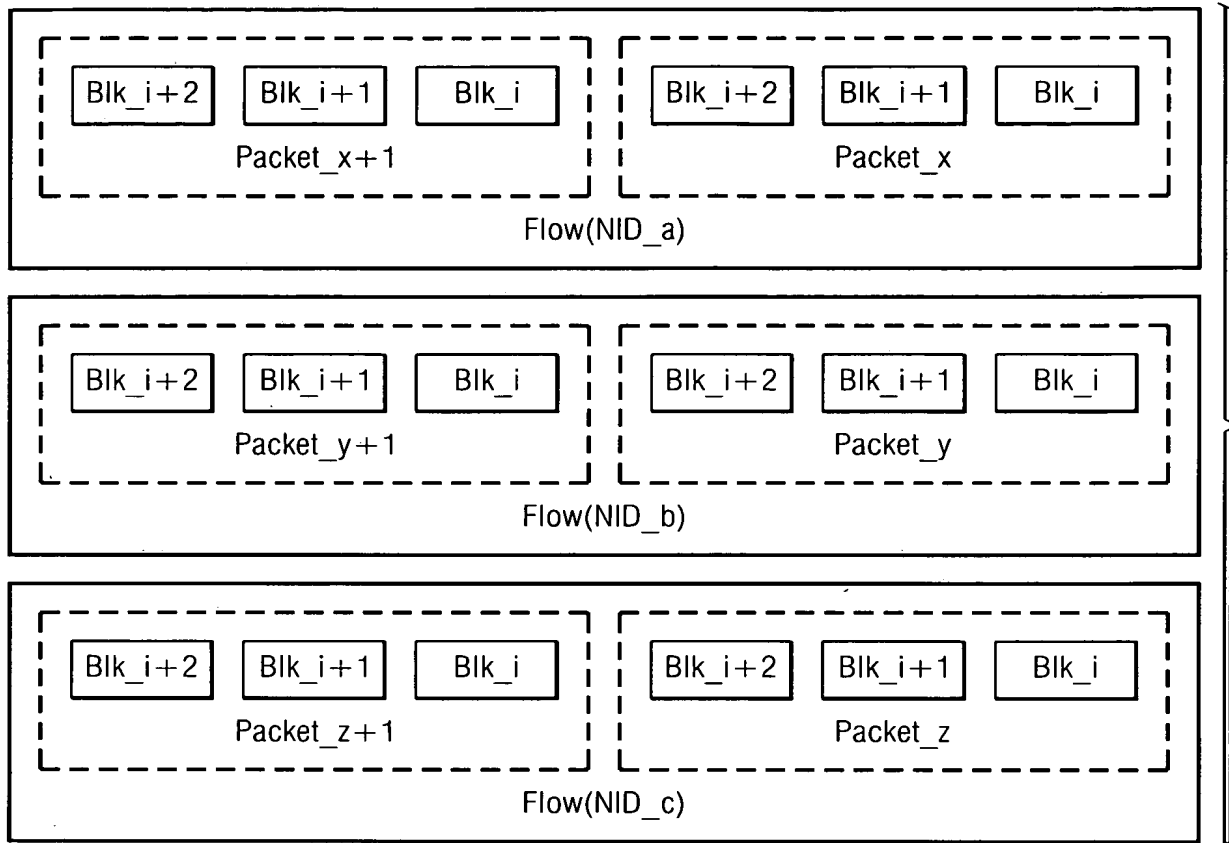 Blk_i+2 Blk_i+1 Blk_i Blk_i+2 Blk_i+1 Blk_i
Packet_x+1 Packet_x
Flow(NID_a)
Blk_i+2 Blk_i+1 Blk_i Blk_i+2 Blk_i+1 Blk_i
Packet_y+1 Packet_y
Flow(NID_b)
Blk_i+2 Blk_i+1 Blk_i Blk_i+2 Blk_i+1 Blk_i
Packet_z+1 Packet_z
Flow(NID_c)